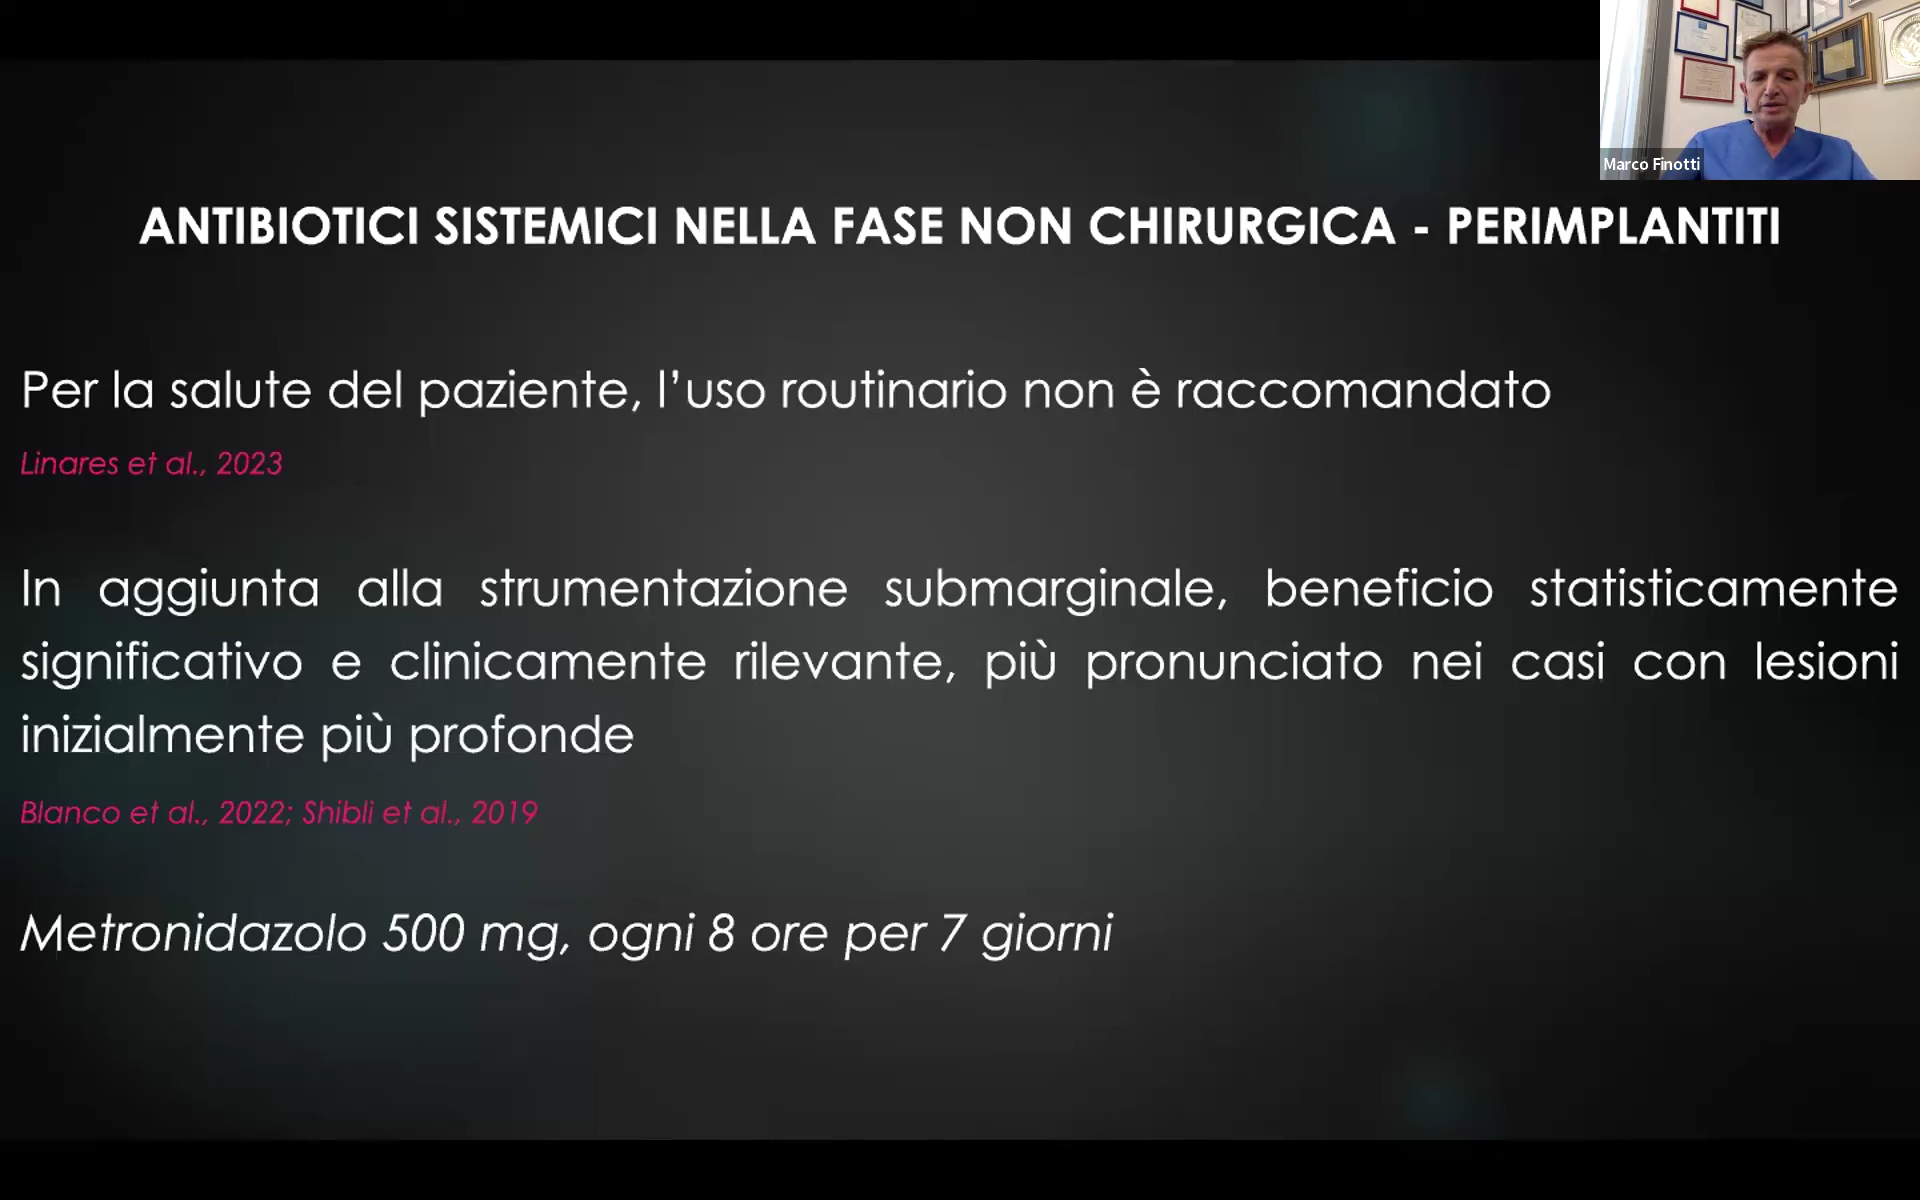 Marco Finotti
ANTIBIOTICI SISTEMICI NELLA FASE NON CHIRURGICA - PERIMPLANTITI
Per la salute del paziente, l’uso routinario non è raccomandato
Linares et al., 2023
In aggiunta alla strumentazione submarginale, beneficio statisticamente
significativo e clinicamente rilevante, più pronunciato nei casi con lesioni
inizialmente più profonde
Blanco et al., 2022; Shibli et al., 2019
Metronidazolo 500 mg, ogni 8 ore per 7 giorni